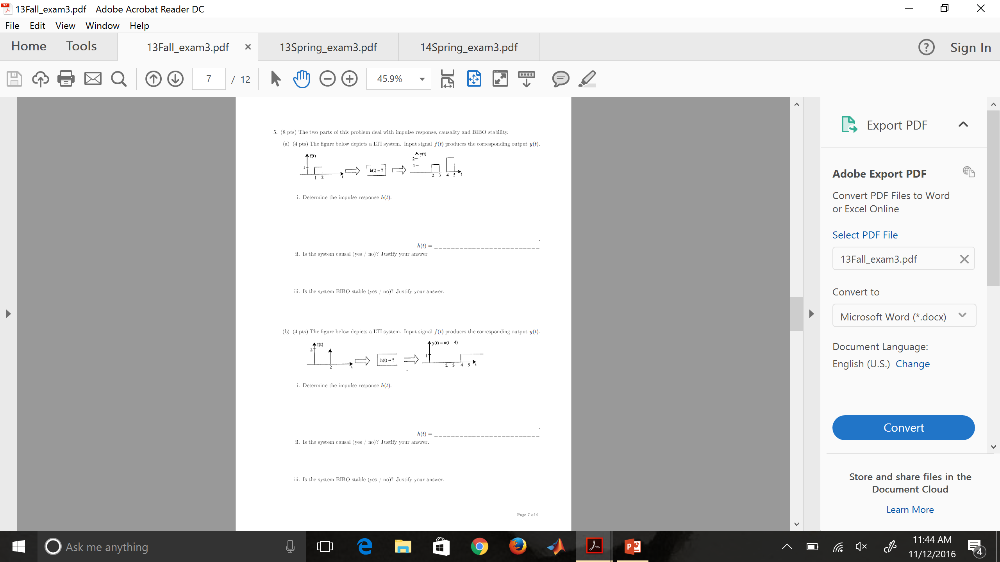 13Fall_exam3.pdf - Adobe Acrobat Reader DC
File Edit View Window Help
Home Tools 13Fall_exam3.pdf × 13Spring_exam3.pdf 14Spring_exam3.pdf ? Sign In
7 / 12 45.9%
5. (8 pts) The two parts of this problem deal with impulse response, causality and BIBO stability.
(a) (4 pts) The figure below depicts a LTI system. Input signal f(t) produces the corresponding output y(t).
f(t)
1
1 2 t
h(t) = ?
y(t)
2
1
2 3 4 5 t
i. Determine the impulse response h(t).
h(t) = _________________________.
ii. Is the system causal (yes / no)? Justify your answer
iii. Is the system BIBO stable (yes / no)? Justify your answer.
(b) (4 pts) The figure below depicts a LTI system. Input signal f(t) produces the corresponding output y(t).
f(t)
2
2 t
h(t) = ?
y(t) = u(t 4)
1
2 3 4 5 t
i. Determine the impulse response h(t).
h(t) = _________________________.
ii. Is the system causal (yes / no)? Justify your answer.
iii. Is the system BIBO stable (yes / no)? Justify your answer.
Page 7 of 9
Export PDF
Adobe Export PDF
Convert PDF Files to Word
or Excel Online
Select PDF File
13Fall_exam3.pdf
Convert to
Microsoft Word (*.docx)
Document Language:
English (U.S.) Change
Convert
Store and share files in the
Document Cloud
Learn More
Ask me anything
11:44 AM
11/12/2016
4